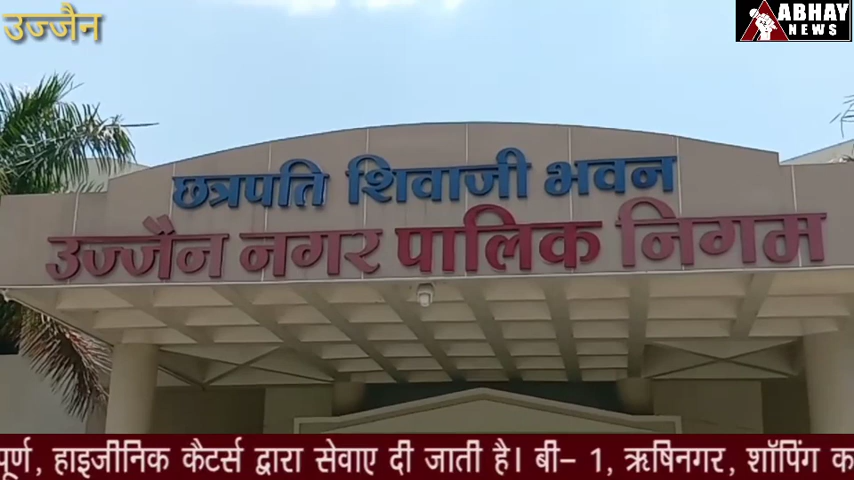 उज्जैन
ABHAY
NEWS
छत्रपति शिवाजी भवन
उज्जैन नगर पालिक निगम
हाइजीनिक कैटर्स द्वारा सेवाए दी जाती है। बी- 1, ऋषिनगर, शॉपिंग